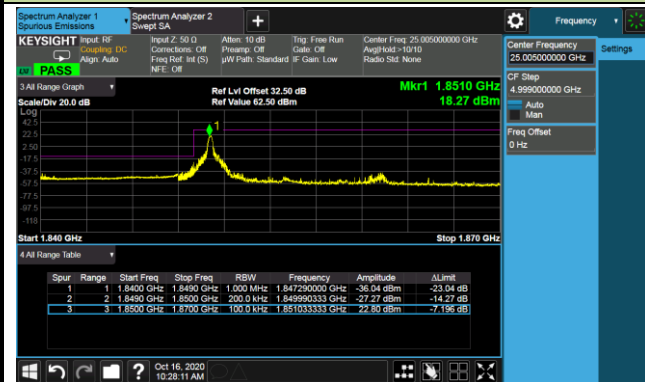 Spectrum Analyzer 1
Spurious Emissions
Spectrum Analyzer 2
Swept SA
+
Frequency
KEYSIGHT
Input: RF
Coupling: DC
Align: Auto
Input Z: 50 Ω
Corrections: Off
Freq Ref: Int (S)
NFE: Off
Atten: 10 dB
Preamp: Off
µW Path: Standard
Trig: Free Run
Gate: Off
IF Gain: Low
Center Freq: 25.005000000 GHz
Avg|Hold:>10/10
Radio Std: None
LXI
PASS
Center Frequency
25.005000000 GHz
Settings
CF Step
4.999000000 GHz
Auto
Man
Freq Offset
0 Hz
3 All Range Graph
Scale/Div 20.0 dB
Ref Lvl Offset 32.50 dB
Ref Value 62.50 dBm
Mkr1 1.8510 GHz
18.27 dBm
Log
42.5
22.5
2.50
-17.5
-37.5
-57.5
-77.5
-97.5
-118
1
Start 1.840 GHz
Stop 1.870 GHz
4 All Range Table
Spur Range Start Freq Stop Freq RBW Frequency Amplitude ΔLimit
1 1 1.8400 GHz 1.8490 GHz 1.000 MHz 1.847290000 GHz -36.04 dBm -23.04 dB
2 2 1.8490 GHz 1.8500 GHz 200.0 kHz 1.849990333 GHz -27.27 dBm -14.27 dB
3 3 1.8500 GHz 1.8700 GHz 100.0 kHz 1.851033333 GHz 22.80 dBm -7.196 dB
?
Oct 16, 2020
10:28:11 AM